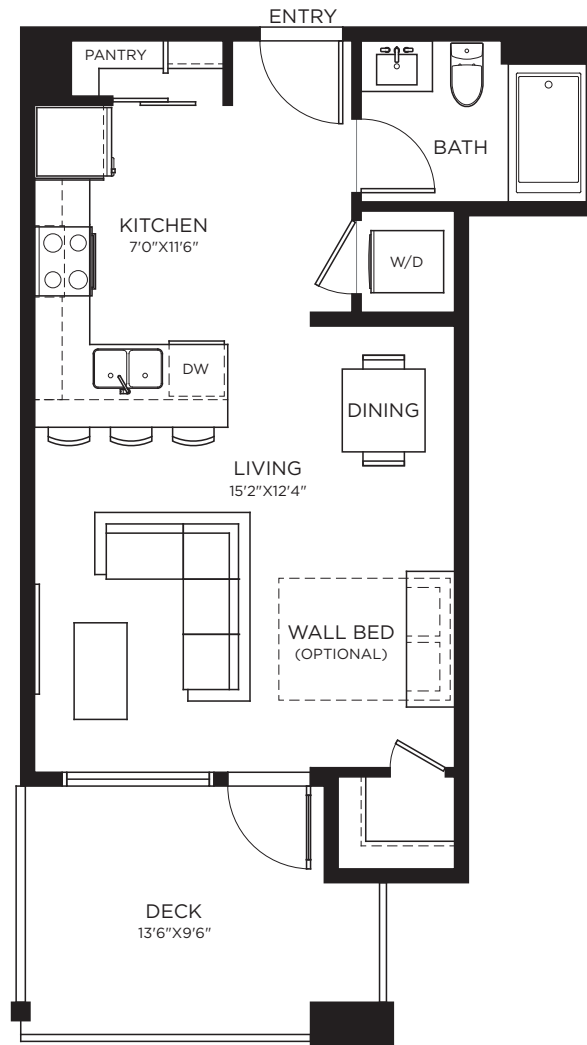 ENTRY
PANTRY
BATH
KITCHEN
7'0"X11'6"
W/D
DW
DINING
LIVING
15'2"X12'4"
WALL BED
(OPTIONAL)
DECK
13'6"X9'6"